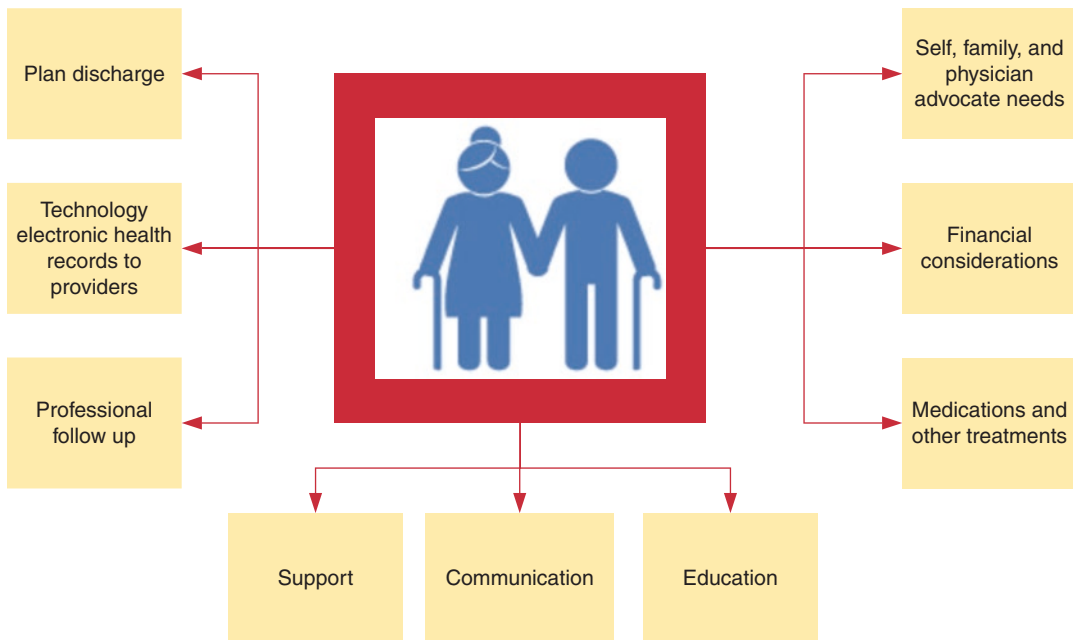 Plan discharge
Technology
electronic health
records to
providers
Professional
follow up
Self, family, and
physician
advocate needs
Financial
considerations
Medications and
other treatments
Support
Communication
Education